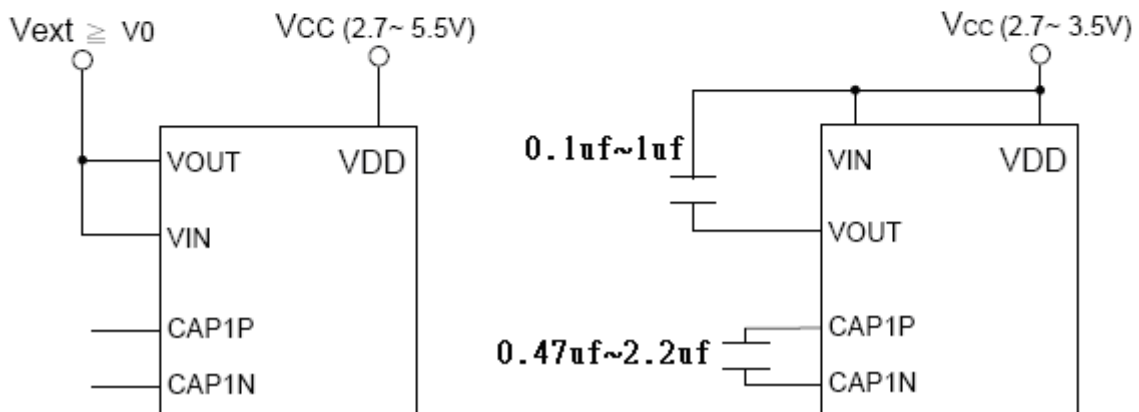 Vext ≧ V0
VCC (2.7~ 5.5V)
VOUT
VDD
VIN
CAP1P
CAP1N
Vcc (2.7~ 3.5V)
0.1uf~1uf
VIN
VDD
VOUT
0.47uf~2.2uf
CAP1P
CAP1N